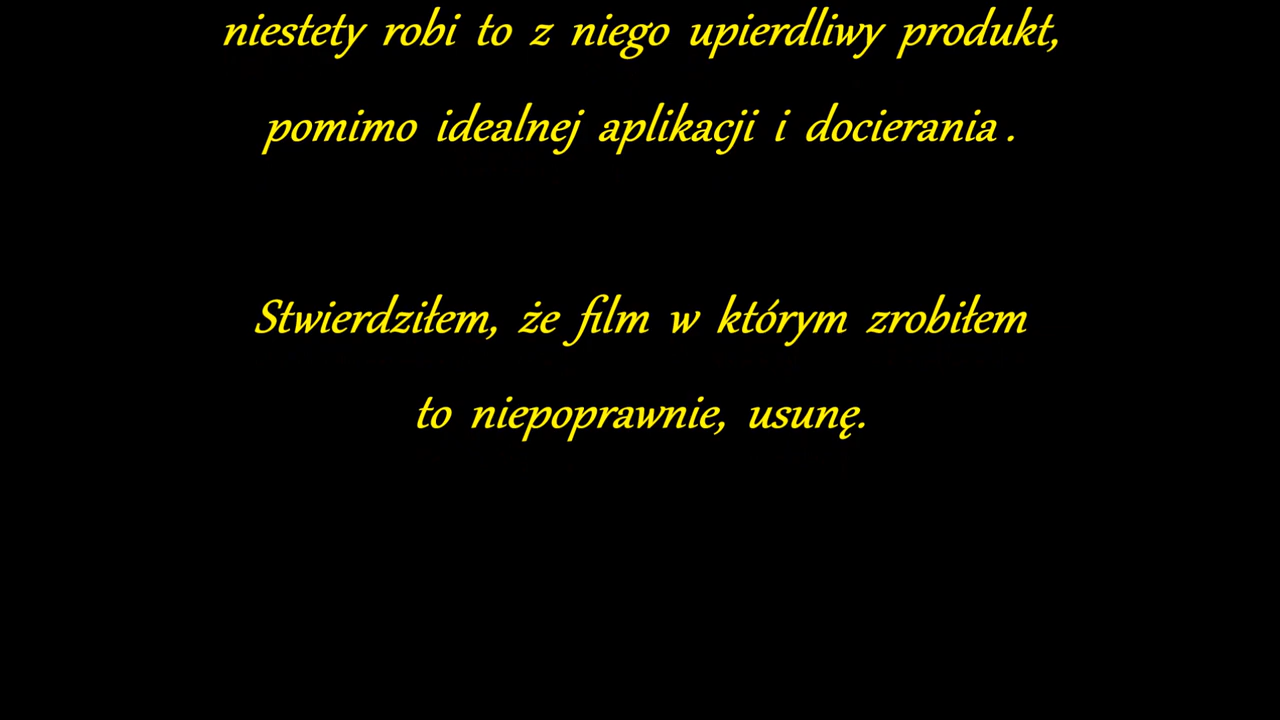 niestety robi to z niego upierdliwy produkt,
pomimo idealnej aplikacji i docierania .
Stwierdziłem, że film w którym zrobiłem
to niepoprawnie, usunę.